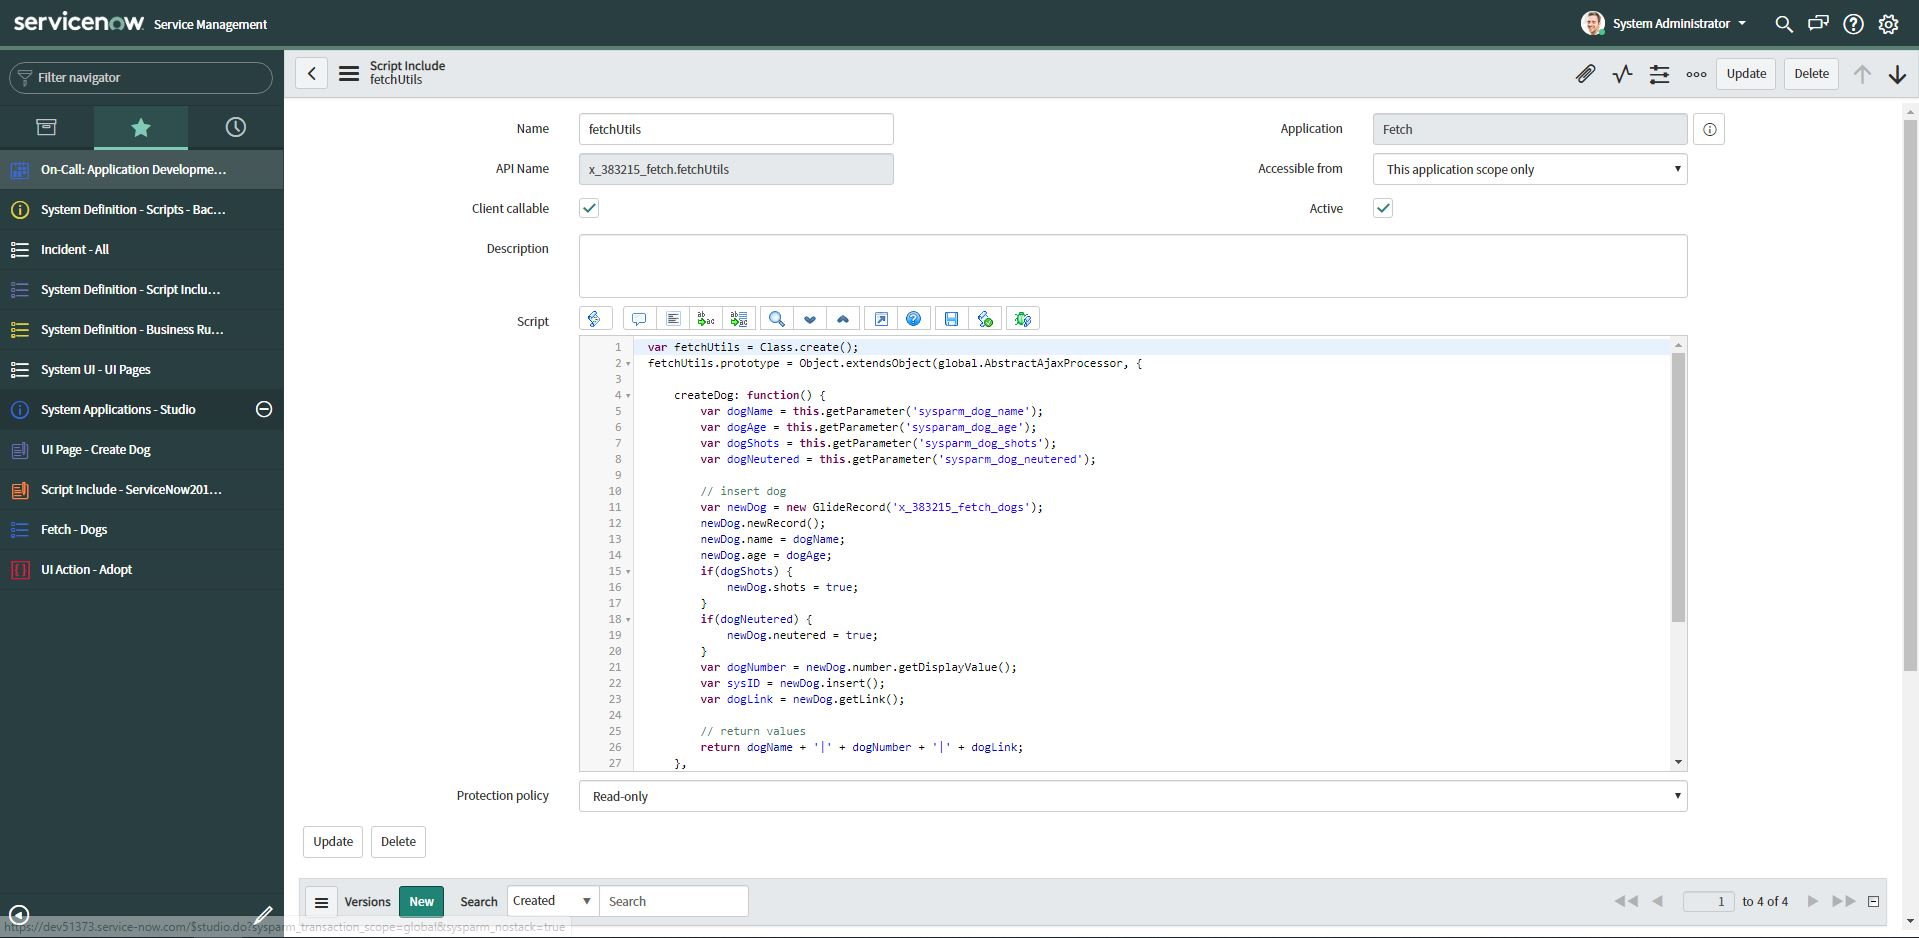 servicenow Service Management
System Administrator
Filter navigator
On-Call: Application Developme...
System Definition - Scripts - Bac...
Incident - All
System Definition - Script Inclu...
System Definition - Business Ru...
System UI - UI Pages
System Applications - Studio
UI Page - Create Dog
Script Include - ServiceNow201...
Fetch - Dogs
UI Action - Adopt
Script Include
fetchUtils
Update
Delete
Name
fetchUtils
Application
Fetch
API Name
x_383215_fetch.fetchUtils
Accessible from
This application scope only
Client callable
Active
Description
Script
1 var fetchUtils = Class.create();
2 fetchUtils.prototype = Object.extendsObject(global.AbstractAjaxProcessor, {
3
4 createDog: function() {
5 var dogName = this.getParameter('sysparm_dog_name');
6 var dogAge = this.getParameter('sysparam_dog_age');
7 var dogShots = this.getParameter('sysparm_dog_shots');
8 var dogNeutered = this.getParameter('sysparm_dog_neutered');
9
10 // insert dog
11 var newDog = new GlideRecord('x_383215_fetch_dogs');
12 newDog.newRecord();
13 newDog.name = dogName;
14 newDog.age = dogAge;
15 if(dogShots) {
16 newDog.shots = true;
17 }
18 if(dogNeutered) {
19 newDog.neutered = true;
20 }
21 var dogNumber = newDog.number.getDisplayValue();
22 var sysID = newDog.insert();
23 var dogLink = newDog.getLink();
24
25 // return values
26 return dogName + '|' + dogNumber + '|' + dogLink;
27 },
Protection policy
Read-only
Update
Delete
Versions New Search Created Search
1 to 4 of 4
https://dev51373.service-now.com/$studio.do?sysparm_transaction_scope=global&sysparm_nostack=true